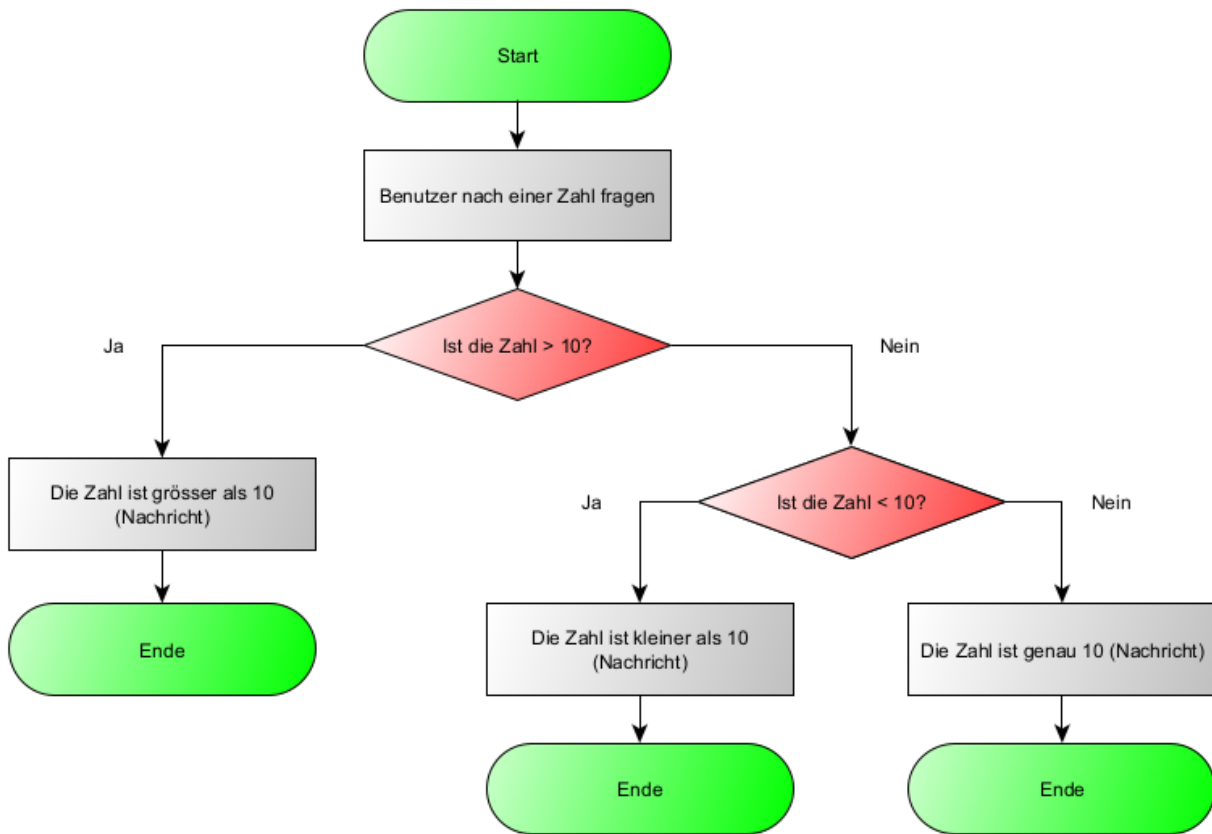 Start
Benutzer nach einer Zahl fragen
Ist die Zahl > 10?
Ja
Nein
Die Zahl ist grösser als 10
(Nachricht)
Ende
Ist die Zahl < 10?
Ja
Nein
Die Zahl ist kleiner als 10
(Nachricht)
Die Zahl ist genau 10 (Nachricht)
Ende
Ende